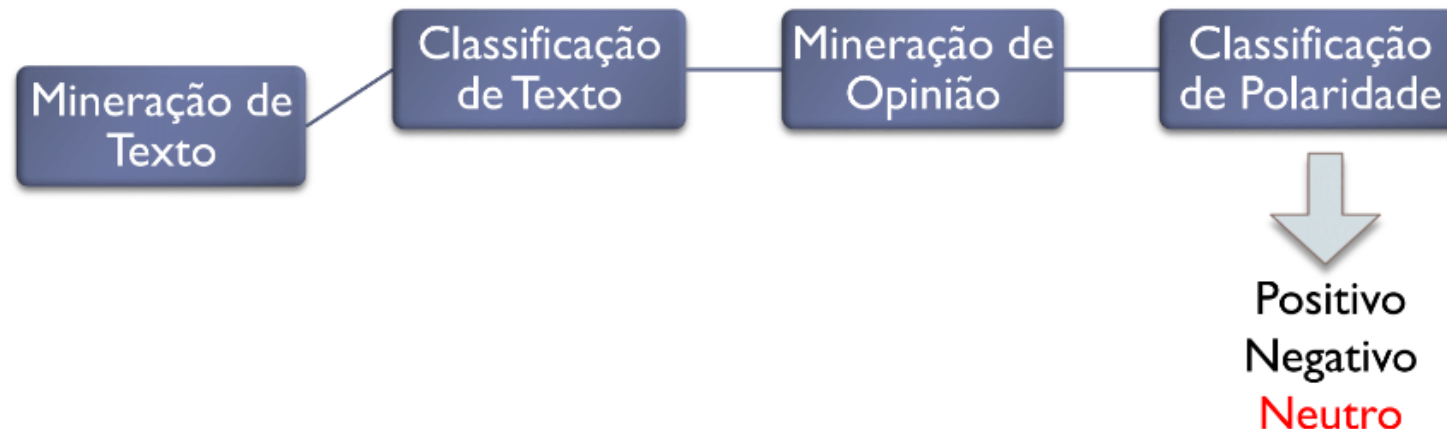 Mineração de
Texto
Classificação
de Texto
Mineração de
Opinião
Classificação
de Polaridade
Positivo
Negativo
Neutro